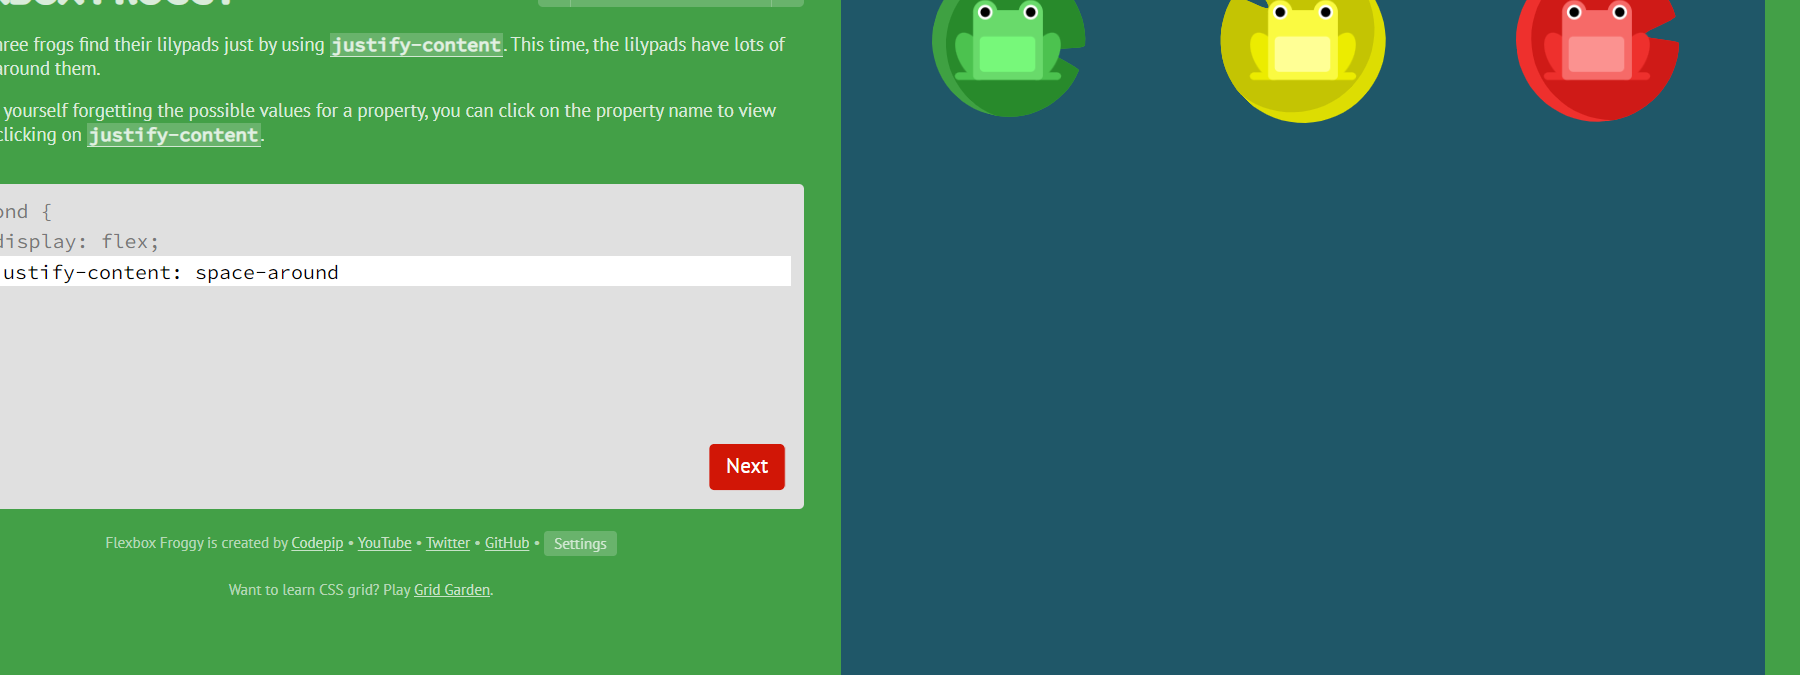 hree frogs find their lilypads just by using justify-content. This time, the lilypads have lots of
around them.
yourself forgetting the possible values for a property, you can click on the property name to view
clicking on justify-content.
ond {
display: flex;
justify-content: space-around
Next
Flexbox Froggy is created by Codepip • YouTube • Twitter • GitHub • Settings
Want to learn CSS grid? Play Grid Garden.